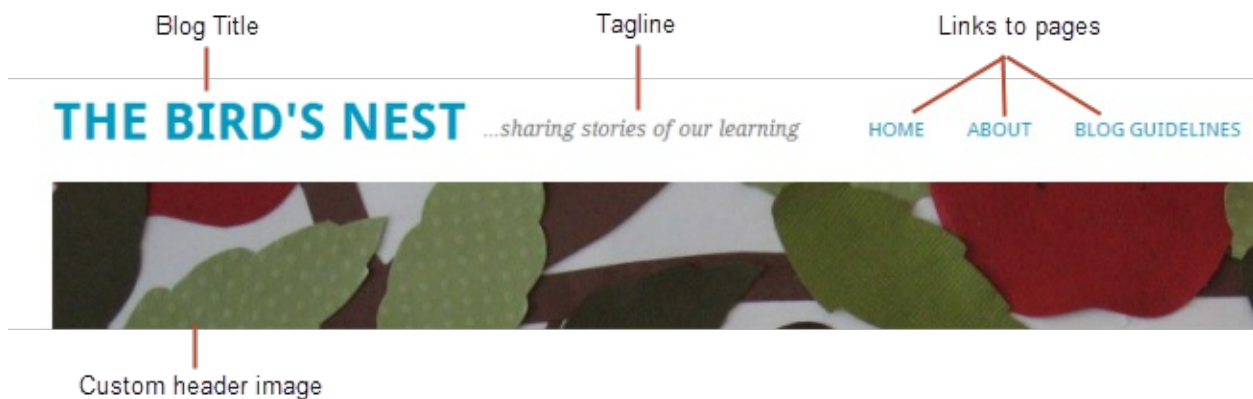 Blog Title
Tagline
Links to pages
THE BIRD'S NEST
...sharing stories of our learning
HOME
ABOUT
BLOG GUIDELINES
Custom header image